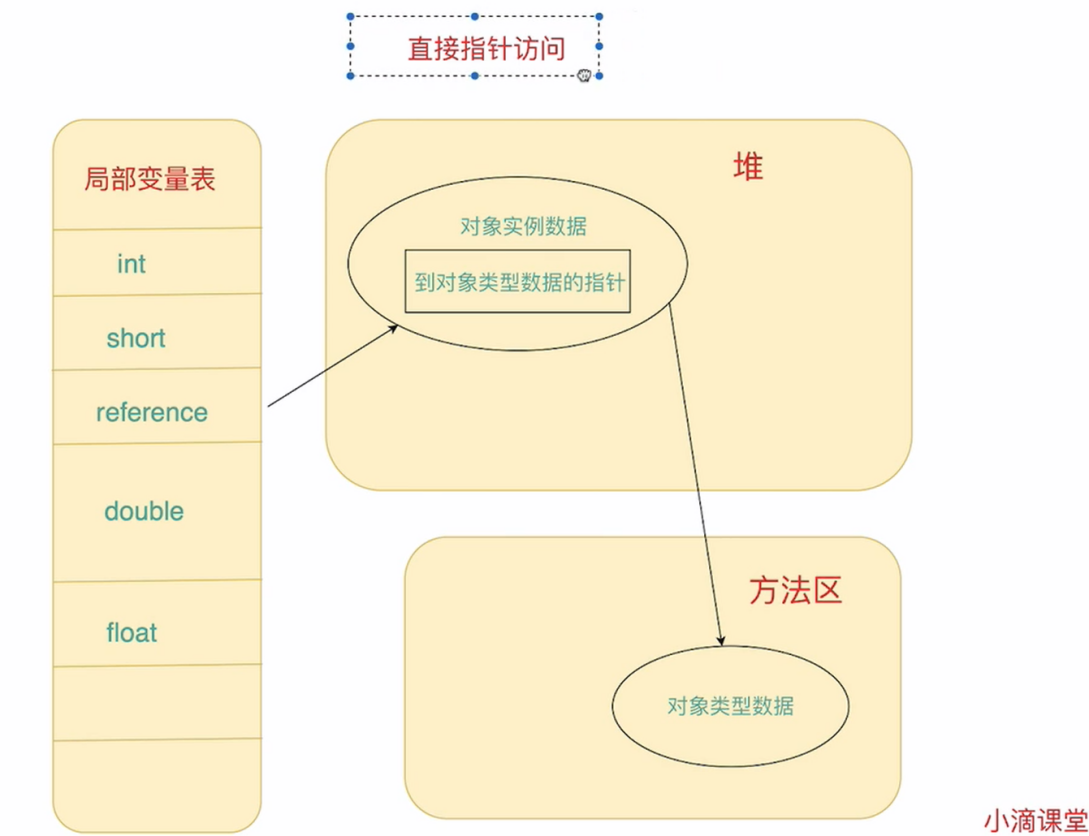 直接指针访问
局部变量表
int
short
reference
double
float
堆
对象实例数据
到对象类型数据的指针
方法区
对象类型数据
小滴课堂